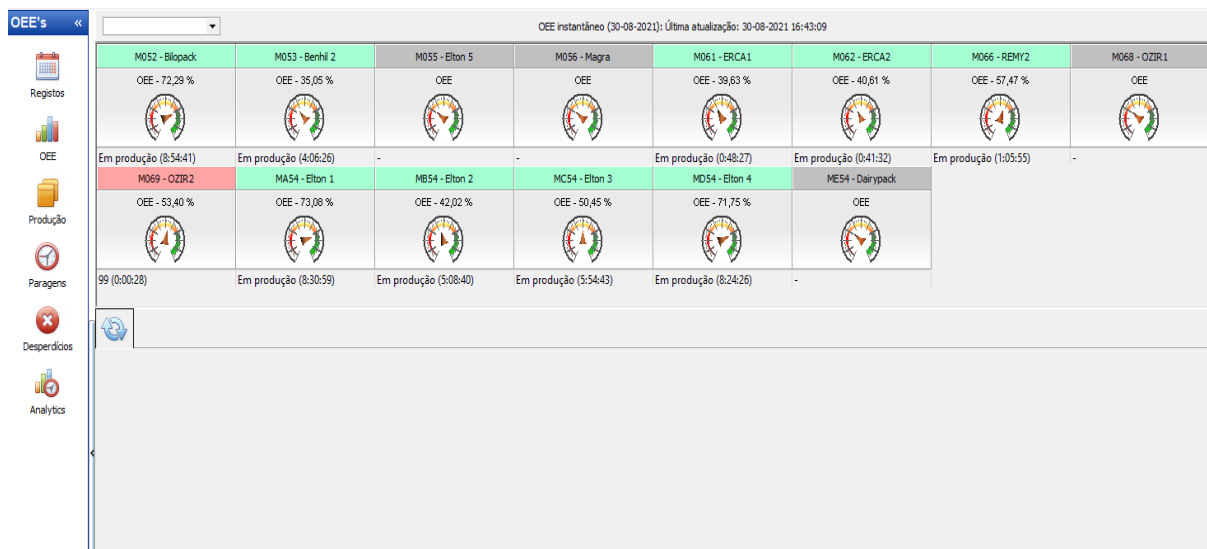 OEE's «
Registos
OEE
Produção
Paragens
Desperdícios
Analytics
OEE instantâneo (30-08-2021): Última atualização: 30-08-2021 16:43:09
M052 - Bilopack M053 - Benhil 2 M055 - Elton 5 M056 - Magra M061 - ERCA1 M062 - ERCA2 M066 - REMY2 M068 - OZIR1
OEE - 72,29 % OEE - 35,05 % OEE OEE OEE - 39,63 % OEE - 40,61 % OEE - 57,47 % OEE
Em produção (8:54:41) Em produção (4:06:26) - - Em produção (0:48:27) Em produção (0:41:32) Em produção (1:05:55) -
M069 - OZIR2 MA54 - Elton 1 MB54 - Elton 2 MC54 - Elton 3 MD54 - Elton 4 ME54 - Dairypack
OEE - 53,40 % OEE - 73,08 % OEE - 42,02 % OEE - 50,45 % OEE - 71,75 % OEE
99 (0:00:28) Em produção (8:30:59) Em produção (5:08:40) Em produção (5:54:43) Em produção (8:24:26) -